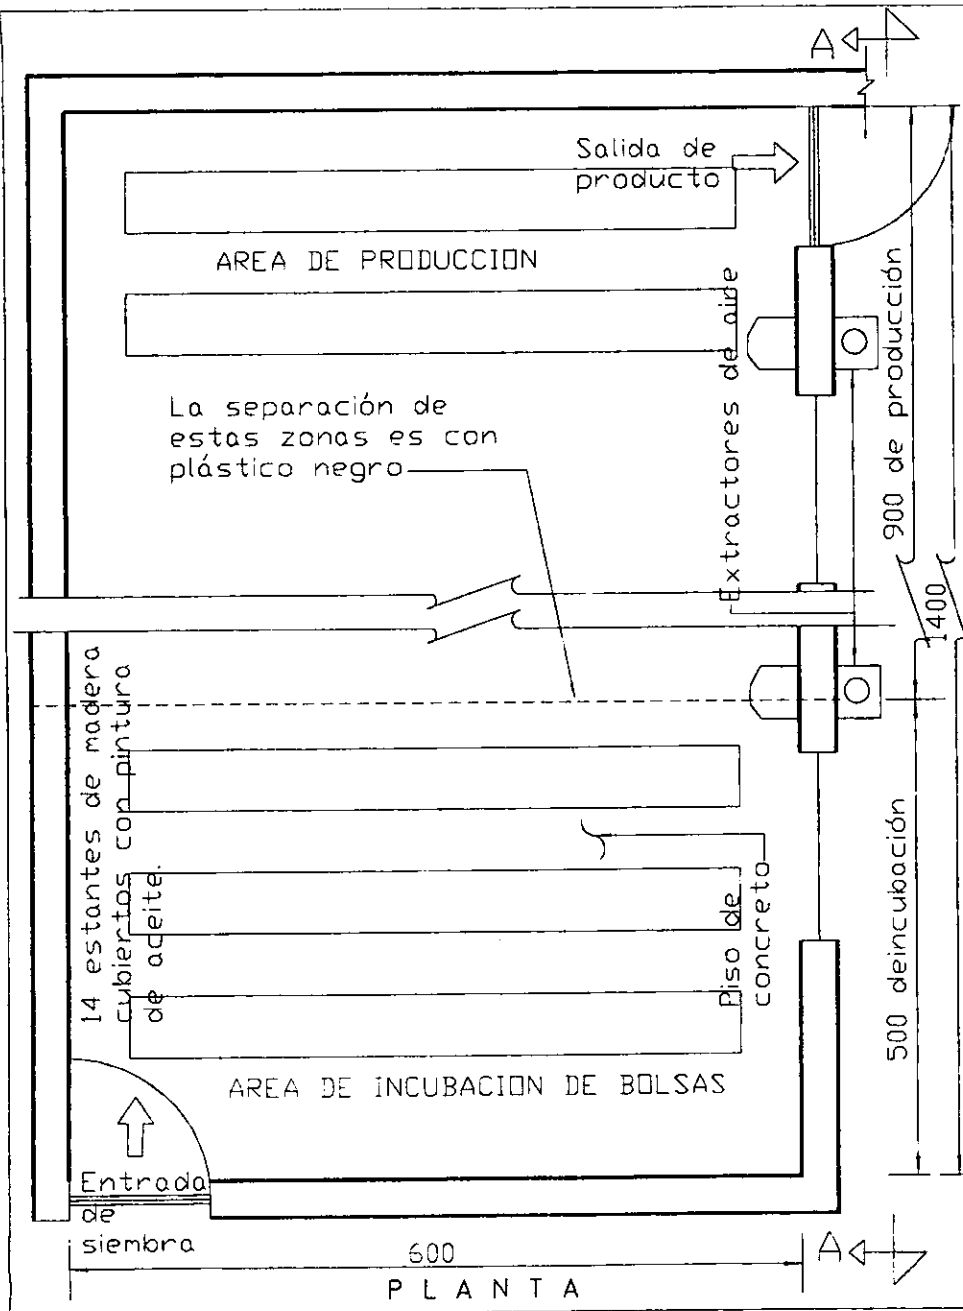 A
Salida de
producto
AREA DE PRODUCCION
Extractores de aire
900 de producción
La separación de
estas zonas es con
plástico negro
1400
14 estantes de madera
cubiertos con pintura
de aceite.
Piso de
concreto
500 deincubación
AREA DE INCUBACION DE BOLSAS
Entrada
de
siembra
600
A
PLANTA